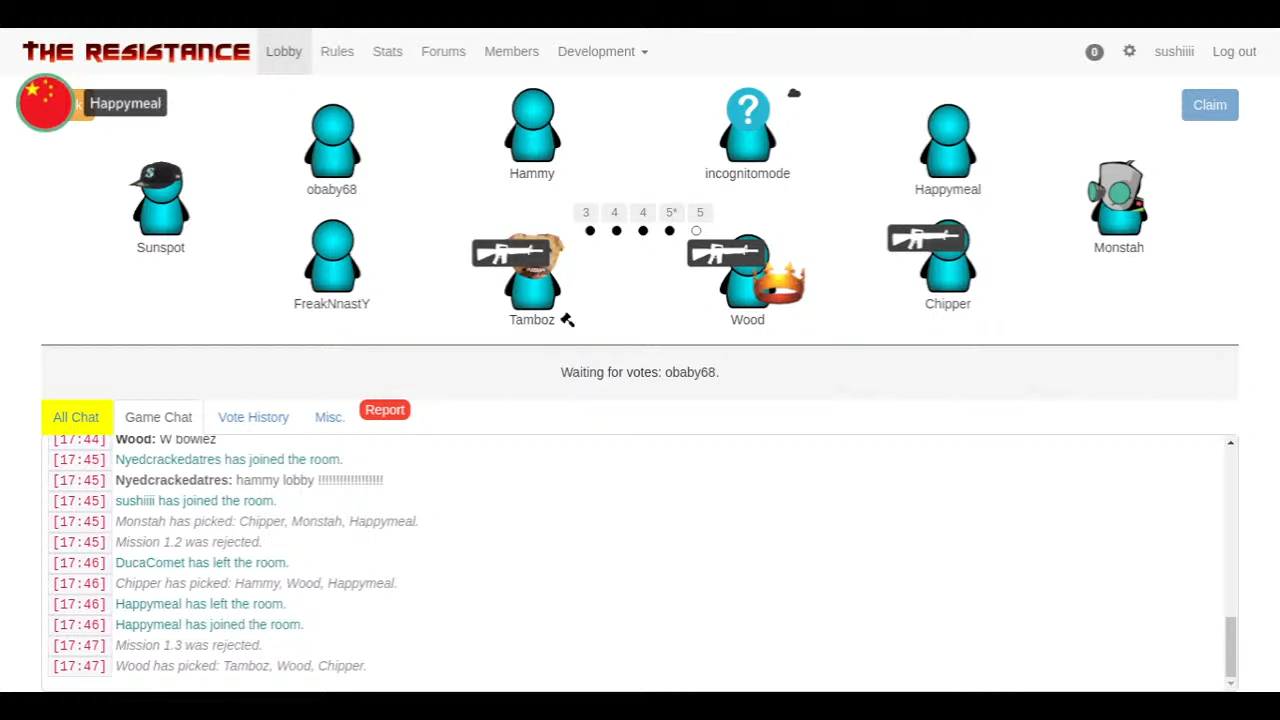 THE RESISTANCE Lobby Rules Stats Forums Members Development 0 sushiiii Log out
k Happymeal
Claim
Hammy incognitomode
obaby68 Happymeal
Sunspot Monstah
3 4 4 5* 5
FreakNnastY Chipper
Tamboz Wood
Waiting for votes: obaby68.
All Chat Game Chat Vote History Misc. Report
[17:44] Wood: W bowlez
[17:45] Nyedcrackedatres has joined the room.
[17:45] Nyedcrackedatres: hammy lobby !!!!!!!!!!!!!!!!!!
[17:45] sushiiii has joined the room.
[17:45] Monstah has picked: Chipper, Monstah, Happymeal.
[17:45] Mission 1.2 was rejected.
[17:46] DucaComet has left the room.
[17:46] Chipper has picked: Hammy, Wood, Happymeal.
[17:46] Happymeal has left the room.
[17:46] Happymeal has joined the room.
[17:47] Mission 1.3 was rejected.
[17:47] Wood has picked: Tamboz, Wood, Chipper.